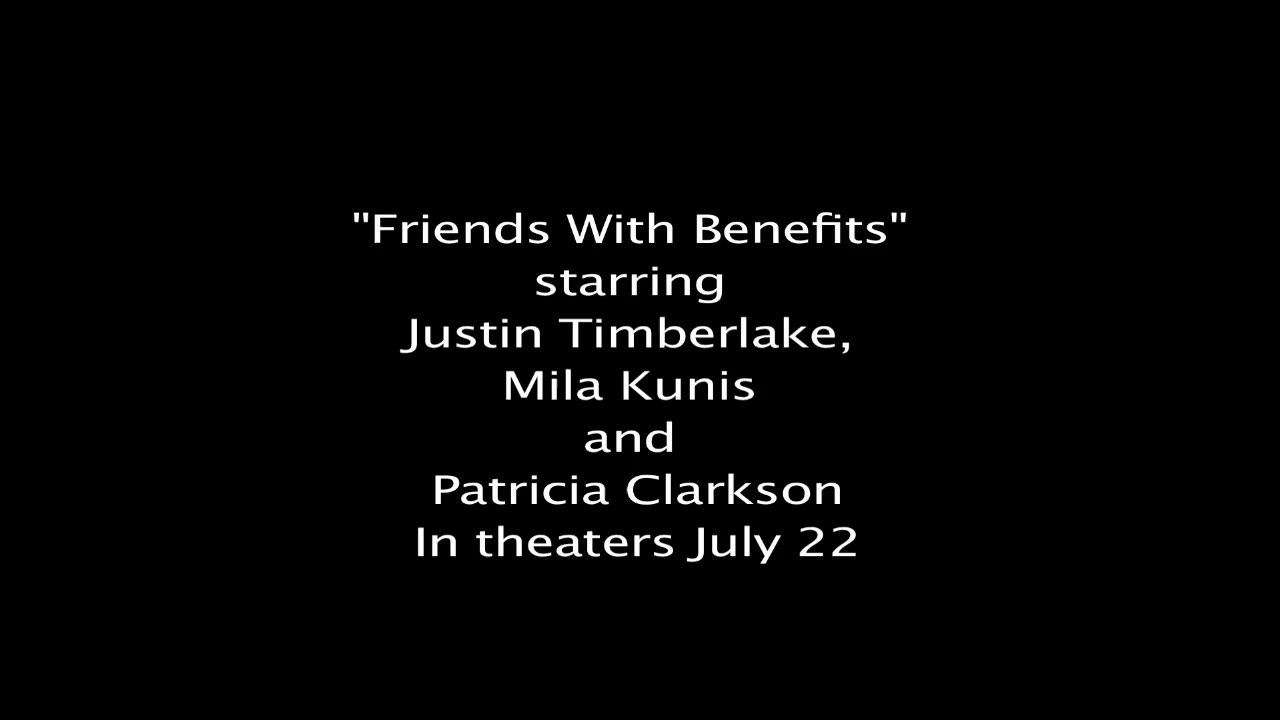 "Friends With Benefits"
starring
Justin Timberlake,
Mila Kunis
and
Patricia Clarkson
In theaters July 22